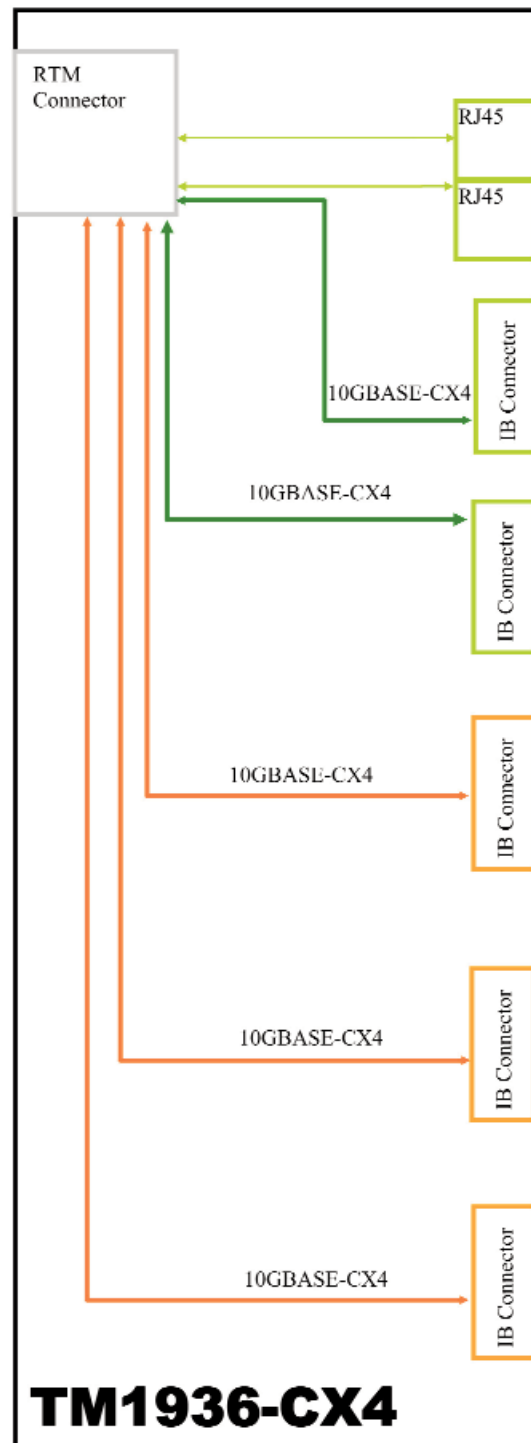 RTM
Connector
RJ45
RJ45
10GBASE-CX4
IB Connector
10GBASE-CX4
IB Connector
10GBASE-CX4
IB Connector
10GBASE-CX4
IB Connector
10GBASE-CX4
IB Connector
TM1936-CX4